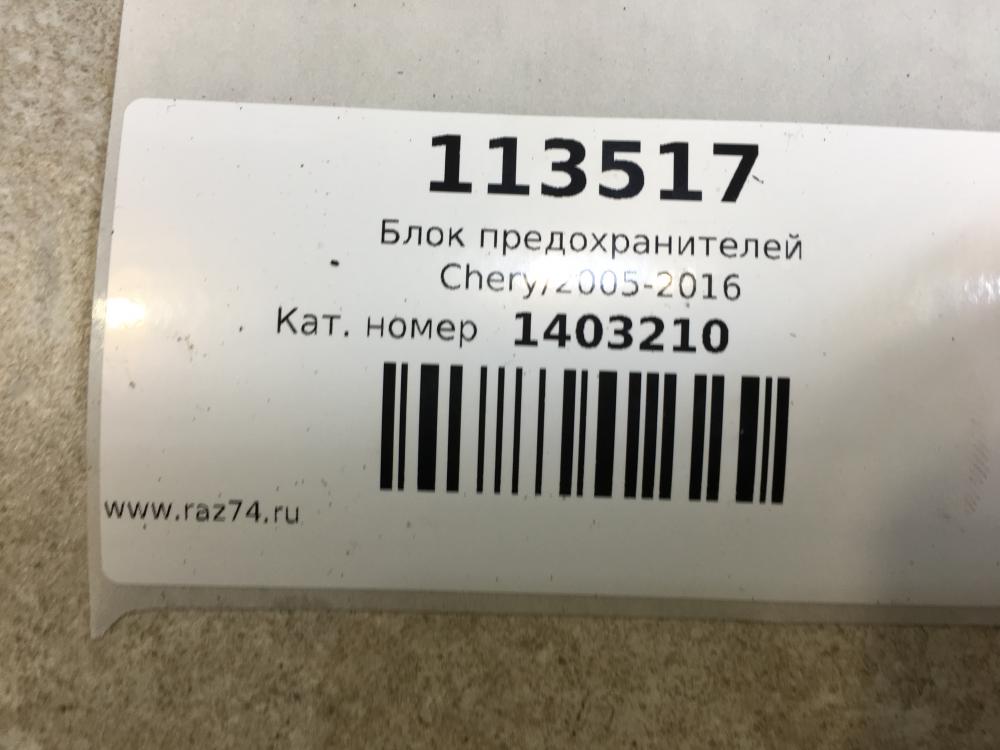 113517
Блок предохранителей
Chery/2005-2016
Кат. номер 1403210
www.raz74.ru